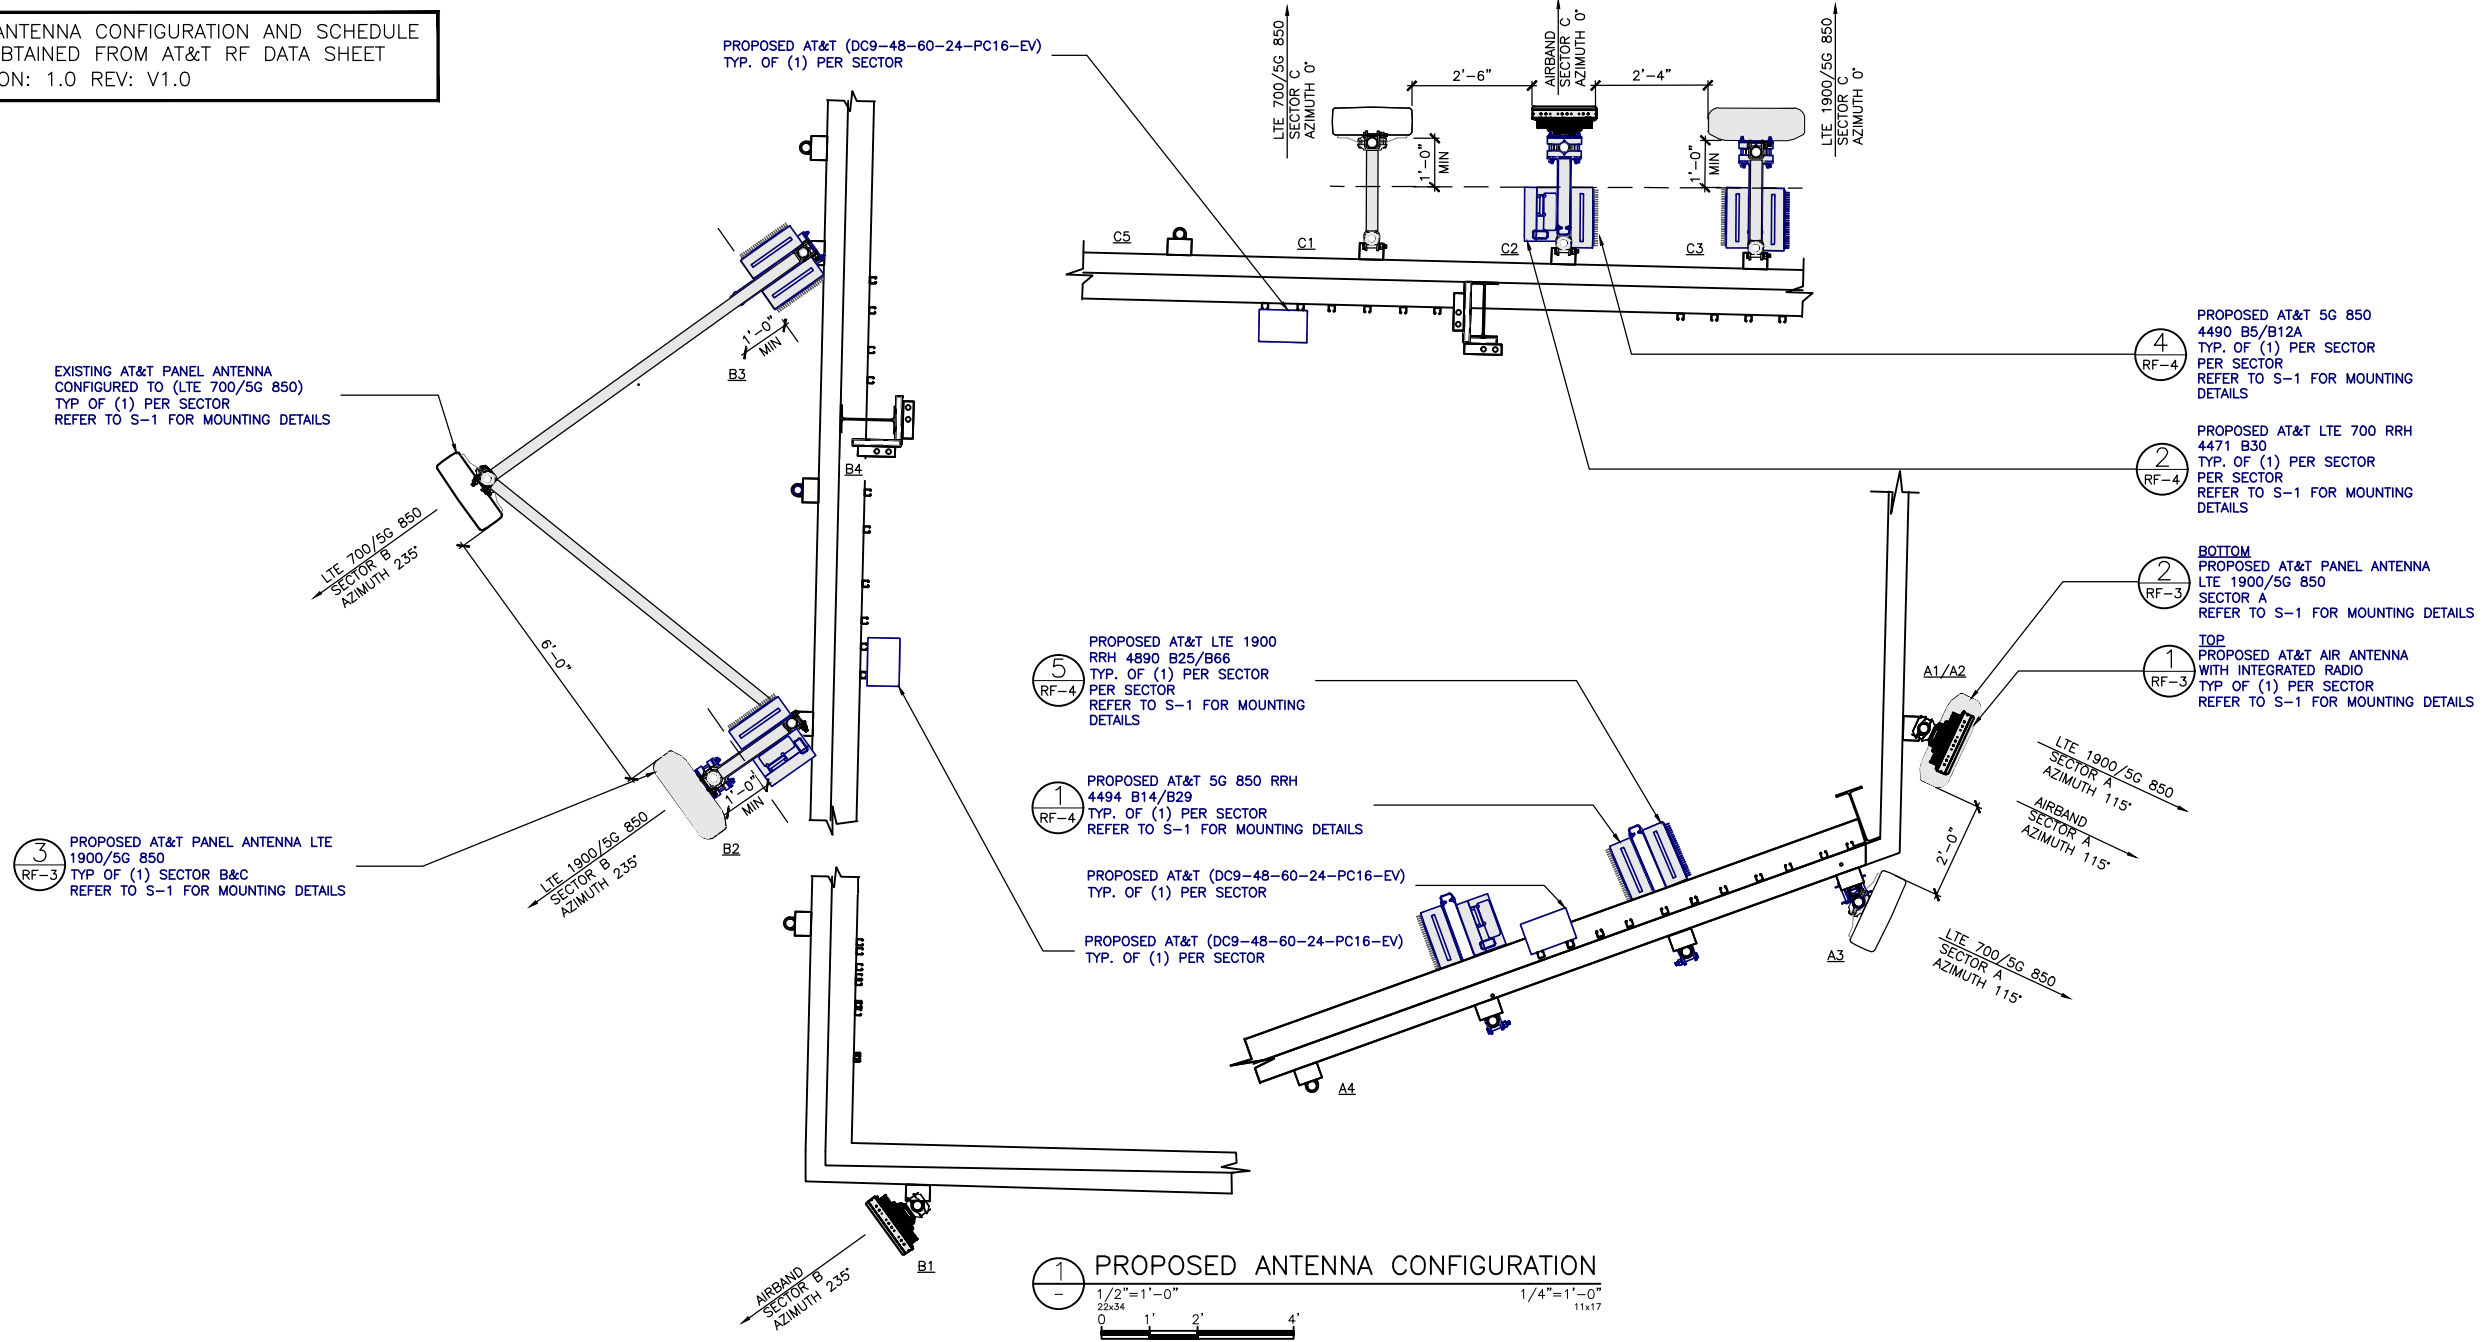 ANTENNA CONFIGURATION AND SCHEDULE
BTAINED FROM AT&T RF DATA SHEET
ON: 1.0 REV: V1.0
PROPOSED AT&T (DC9-48-60-24-PC16-EV)
TYP. OF (1) PER SECTOR
LTE 700/5G 850
SECTOR C
AZIMUTH 0°
AIRBAND
SECTOR C
AZIMUTH 0°
LTE 1900/5G 850
SECTOR C
AZIMUTH 0°
2'-6"
2'-4"
1'-0"
MIN
1'-0"
MIN
C5
C1
C2
C3
PROPOSED AT&T 5G 850
4490 B5/B12A
TYP. OF (1) PER SECTOR
PER SECTOR
REFER TO S-1 FOR MOUNTING
DETAILS
4
RF-4
PROPOSED AT&T LTE 700 RRH
4471 B30
TYP. OF (1) PER SECTOR
PER SECTOR
REFER TO S-1 FOR MOUNTING
DETAILS
2
RF-4
BOTTOM
PROPOSED AT&T PANEL ANTENNA
LTE 1900/5G 850
SECTOR A
REFER TO S-1 FOR MOUNTING DETAILS
2
RF-3
TOP
PROPOSED AT&T AIR ANTENNA
WITH INTEGRATED RADIO
TYP OF (1) PER SECTOR
REFER TO S-1 FOR MOUNTING DETAILS
1
RF-3
EXISTING AT&T PANEL ANTENNA
CONFIGURED TO (LTE 700/5G 850)
TYP OF (1) PER SECTOR
REFER TO S-1 FOR MOUNTING DETAILS
1'-0"
MIN
B3
B4
LTE 700/5G 850
SECTOR B
AZIMUTH 235°
6'-0"
1'-0"
MIN
B2
LTE 1900/5G 850
SECTOR B
AZIMUTH 235°
3
RF-3
PROPOSED AT&T PANEL ANTENNA LTE
1900/5G 850
TYP OF (1) SECTOR B&C
REFER TO S-1 FOR MOUNTING DETAILS
5
RF-4
PROPOSED AT&T LTE 1900
RRH 4890 B25/B66
TYP. OF (1) PER SECTOR
PER SECTOR
REFER TO S-1 FOR MOUNTING
DETAILS
1
RF-4
PROPOSED AT&T 5G 850 RRH
4494 B14/B29
TYP. OF (1) PER SECTOR
REFER TO S-1 FOR MOUNTING DETAILS
PROPOSED AT&T (DC9-48-60-24-PC16-EV)
TYP. OF (1) PER SECTOR
PROPOSED AT&T (DC9-48-60-24-PC16-EV)
TYP. OF (1) PER SECTOR
A1/A2
LTE 1900/5G 850
SECTOR A
AZIMUTH 115°
AIRBAND
SECTOR A
AZIMUTH 115°
2'-0"
A3
LTE 700/5G 850
SECTOR A
AZIMUTH 115°
A4
B1
AIRBAND
SECTOR B
AZIMUTH 235°
1
-
PROPOSED ANTENNA CONFIGURATION
1/2"=1'-0"
22x34
1/4"=1'-0"
11x17
0 1' 2' 4'